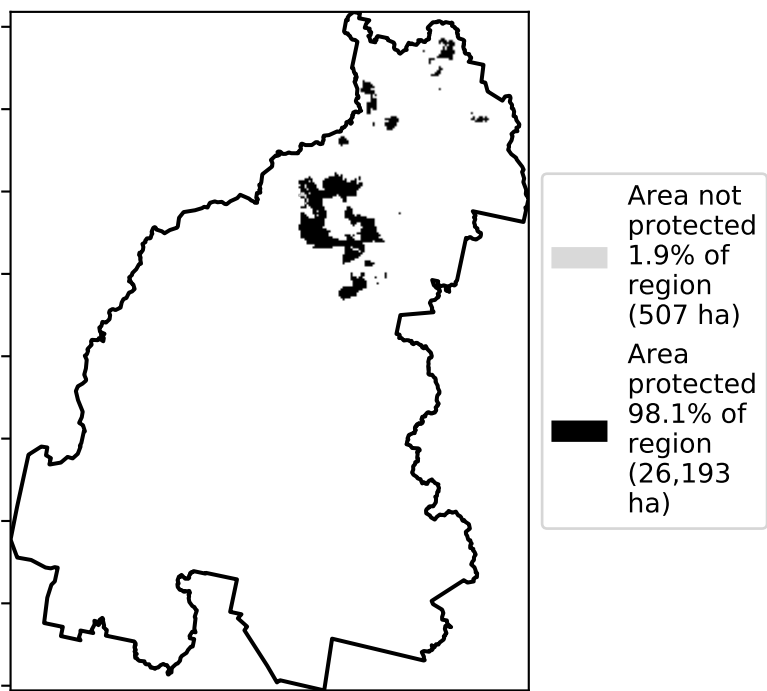 Area not
protected
1.9% of
region
(507 ha)
Area
protected
98.1% of
region
(26,193
ha)